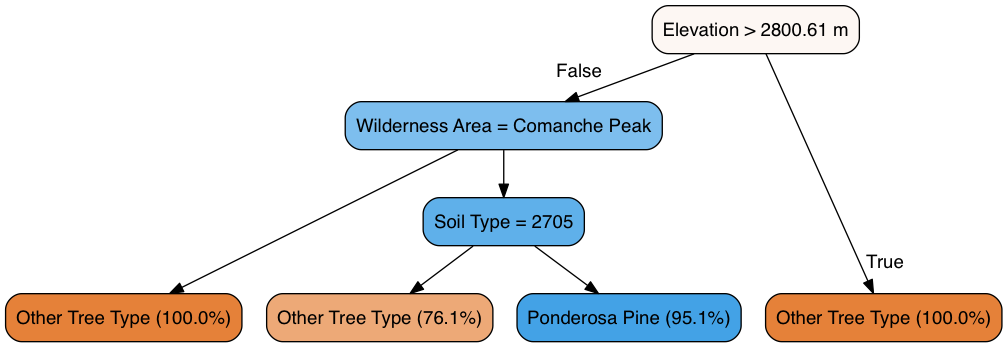 Elevation > 2800.61 m
False
Wilderness Area = Comanche Peak
Soil Type = 2705
True
Other Tree Type (100.0%)
Other Tree Type (76.1%)
Ponderosa Pine (95.1%)
Other Tree Type (100.0%)